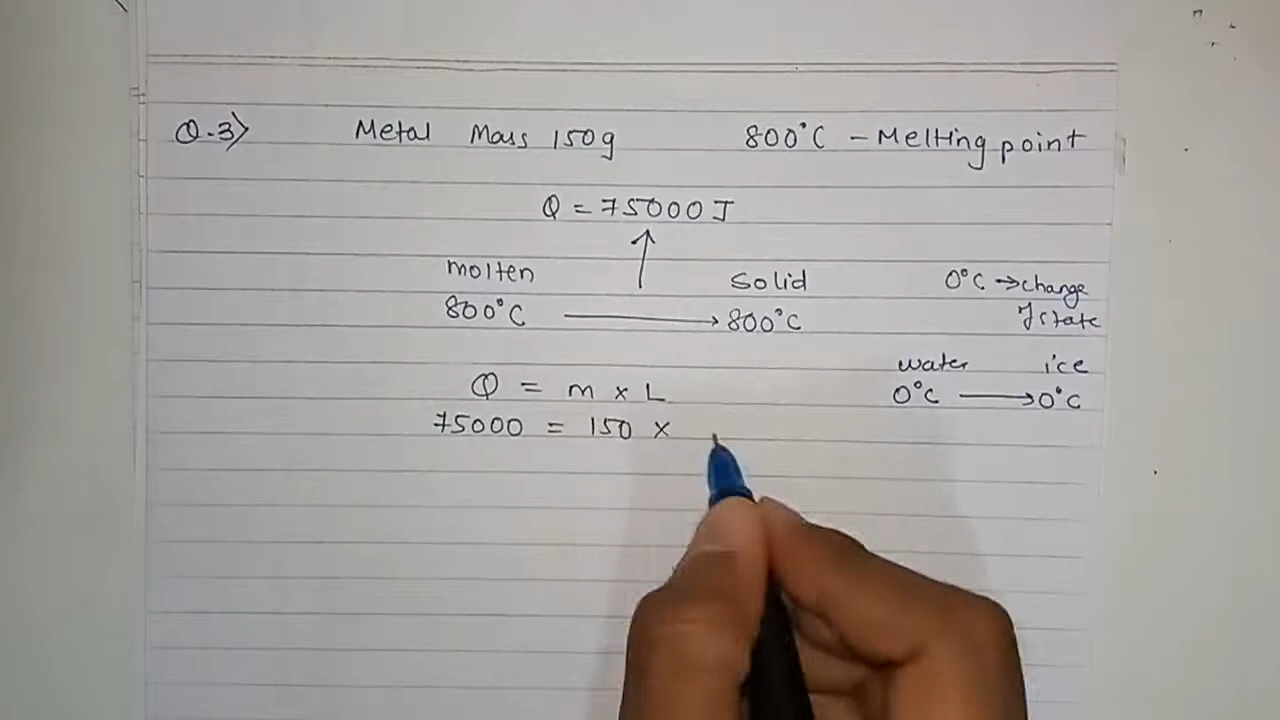 Q.3) Metal Mass 150g 800°C - Melting point
Q = 75000 J
molten solid
800°C → 800°C
0°C → change
of state
water ice
0°C → 0°C
Q = m × L
75000 = 150 ×